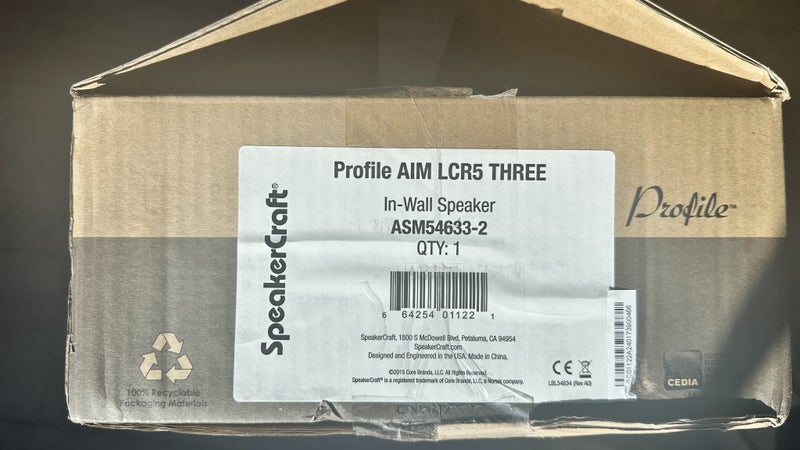 Profile AIM LCR5 THREE
In-Wall Speaker
ASM54633-2
QTY: 1
6 64254 01122 1
SpeakerCraft®
SpeakerCraft, 1800 S McDowell Blvd, Petaluma, CA 94954
SpeakerCraft.com
Designed and Engineered in the USA. Made in China.
©2015 Core Brands, LLC. All Rights Reserved.
SpeakerCraft® is a registered trademark of Core Brands, LLC, a Nortek company.
CE
LBL54634 (Rev A0)
Profile™
100% Recyclable
Packaging Materials
CEDIA